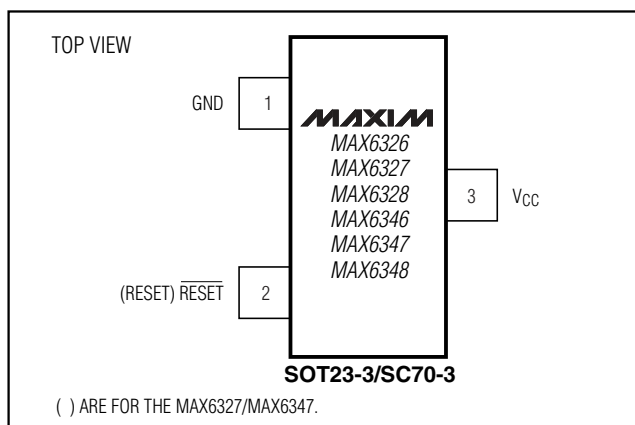 TOP VIEW
GND 1
MAXIM
MAX6326
MAX6327
MAX6328
3 VCC
MAX6346
MAX6347
MAX6348
(RESET) RESET 2
SOT23-3/SC70-3
( ) ARE FOR THE MAX6327/MAX6347.